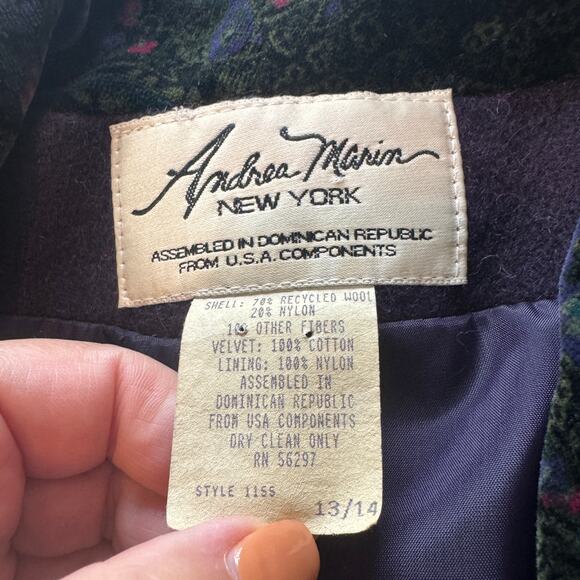 Andrea Marin
NEW YORK
ASSEMBLED IN DOMINICAN REPUBLIC
FROM U.S.A. COMPONENTS
SHELL: 70% RECYCLED WOOL
20% NYLON
10% OTHER FIBERS
VELVET: 100% COTTON
LINING: 100% NYLON
ASSEMBLED IN
DOMINICAN REPUBLIC
FROM USA COMPONENTS
DRY CLEAN ONLY
RN 56297
STYLE 1155
13/14